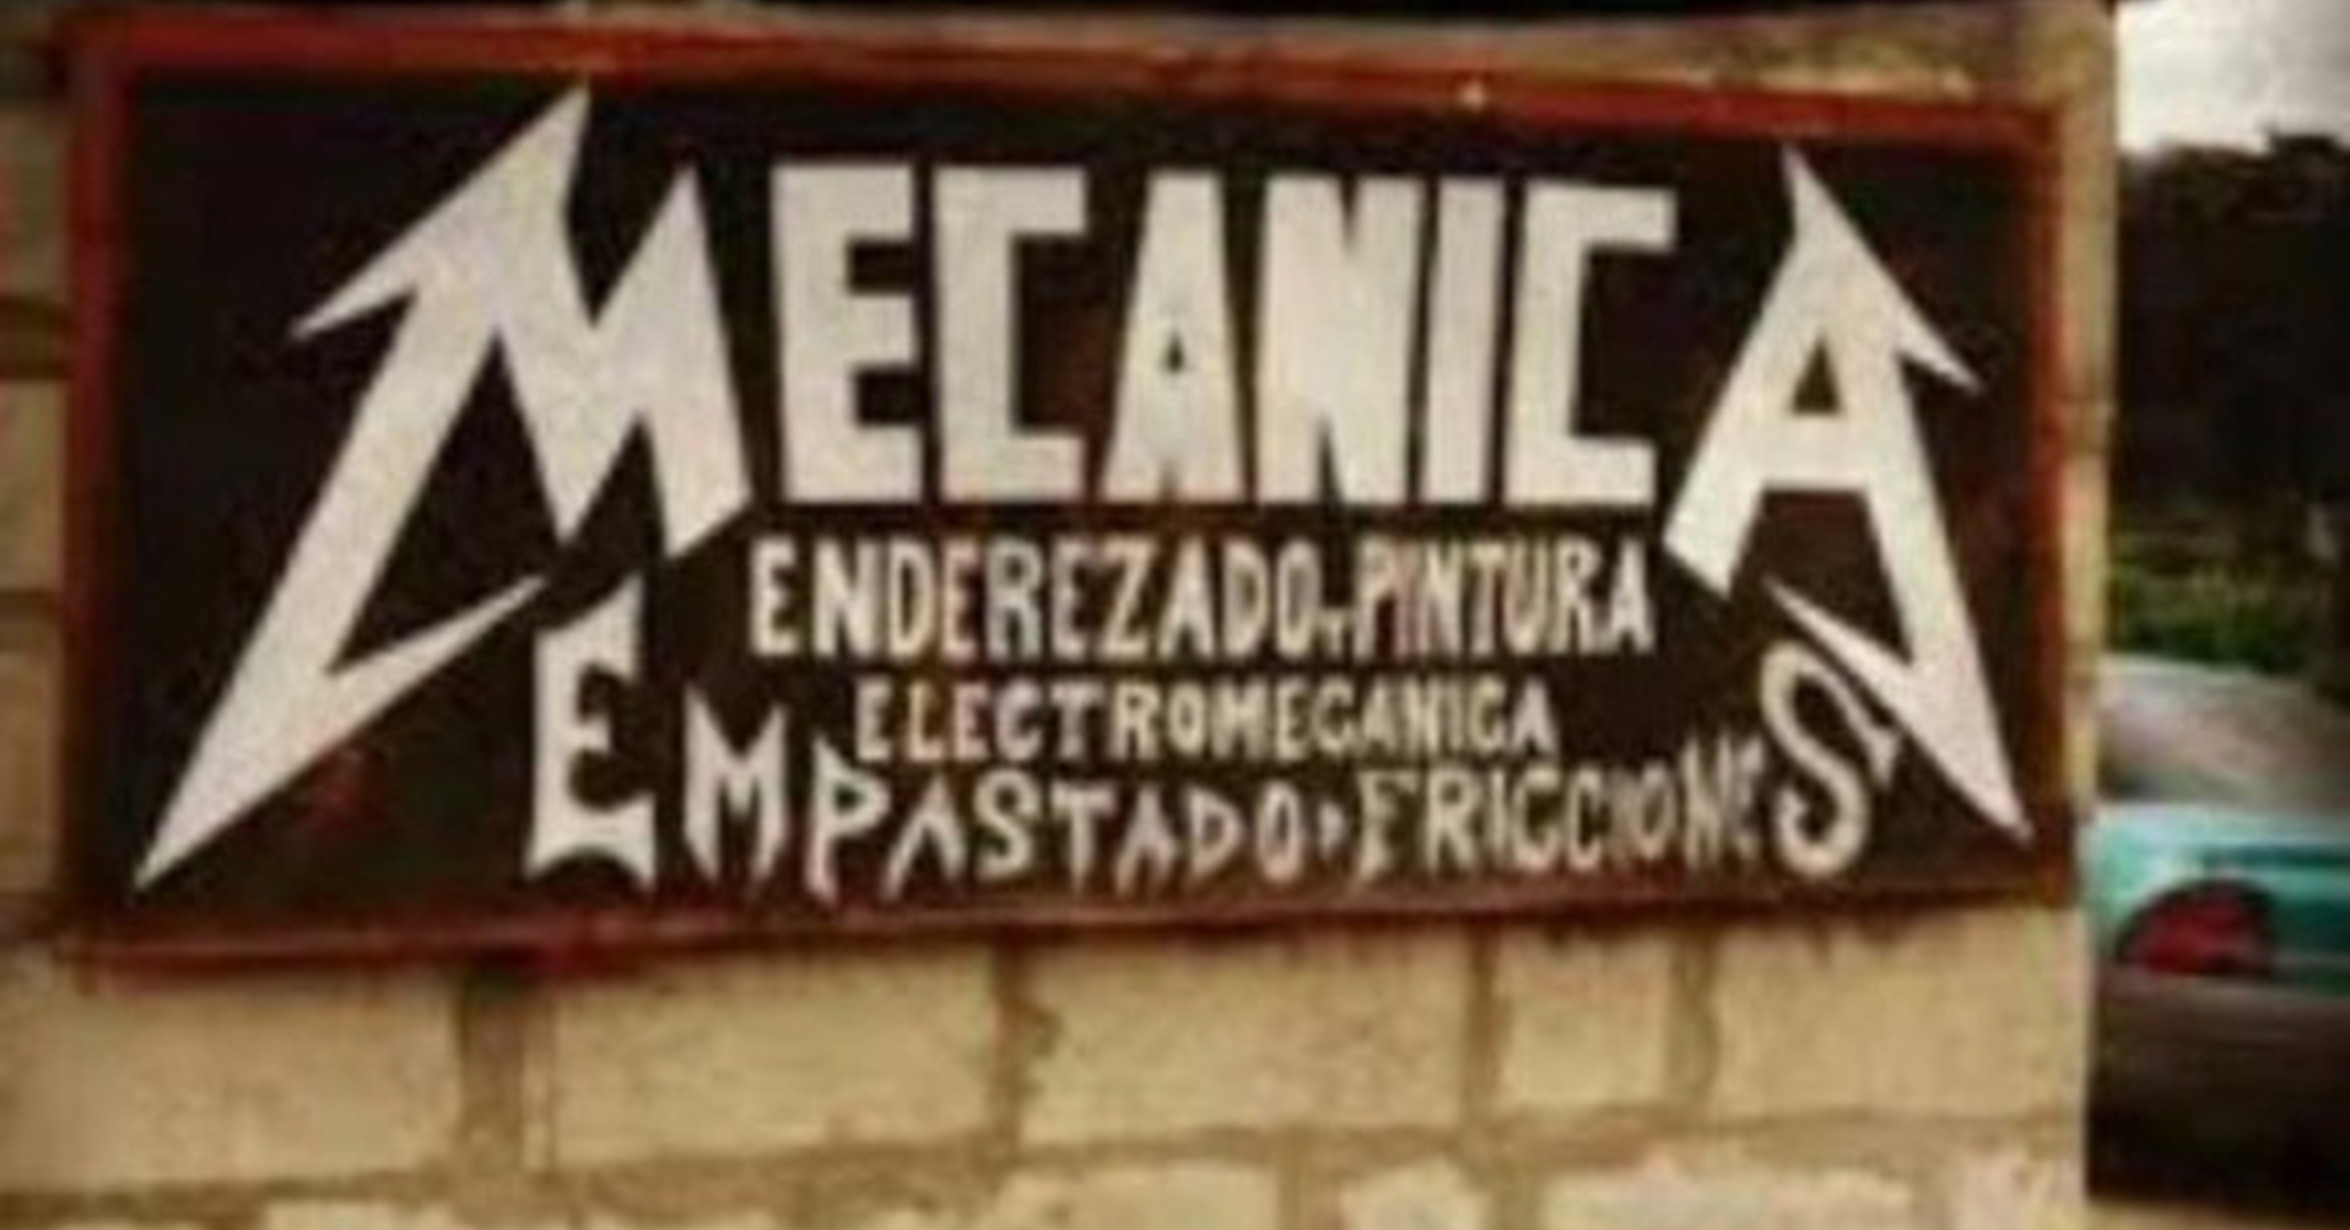 MECANICA
ENDEREZADO Y PINTURA
ELECTROMECANICA
EMPASTADO D FRICCIONES